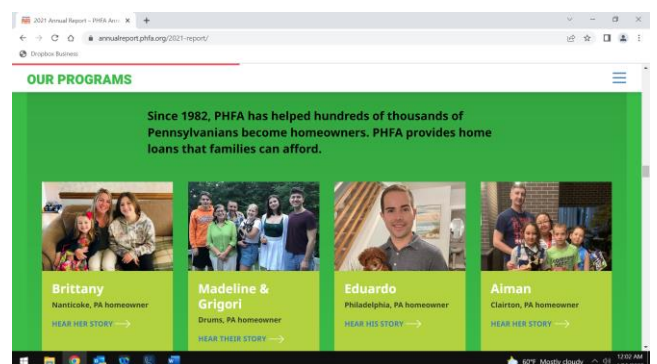 2021 Annual Report – PHFA Ann
annualreport.phfa.org/2021-report/
Dropbox Business
OUR PROGRAMS
Since 1982, PHFA has helped hundreds of thousands of
Pennsylvanians become homeowners. PHFA provides home
loans that families can afford.
Brittany
Nanticoke, PA homeowner
HEAR HER STORY →
Madeline &
Grigori
Drums, PA homeowner
HEAR THEIR STORY →
Eduardo
Philadelphia, PA homeowner
HEAR HIS STORY →
Aiman
Clairton, PA homeowner
HEAR HER STORY →
60°F Mostly cloudy
12:02 AM